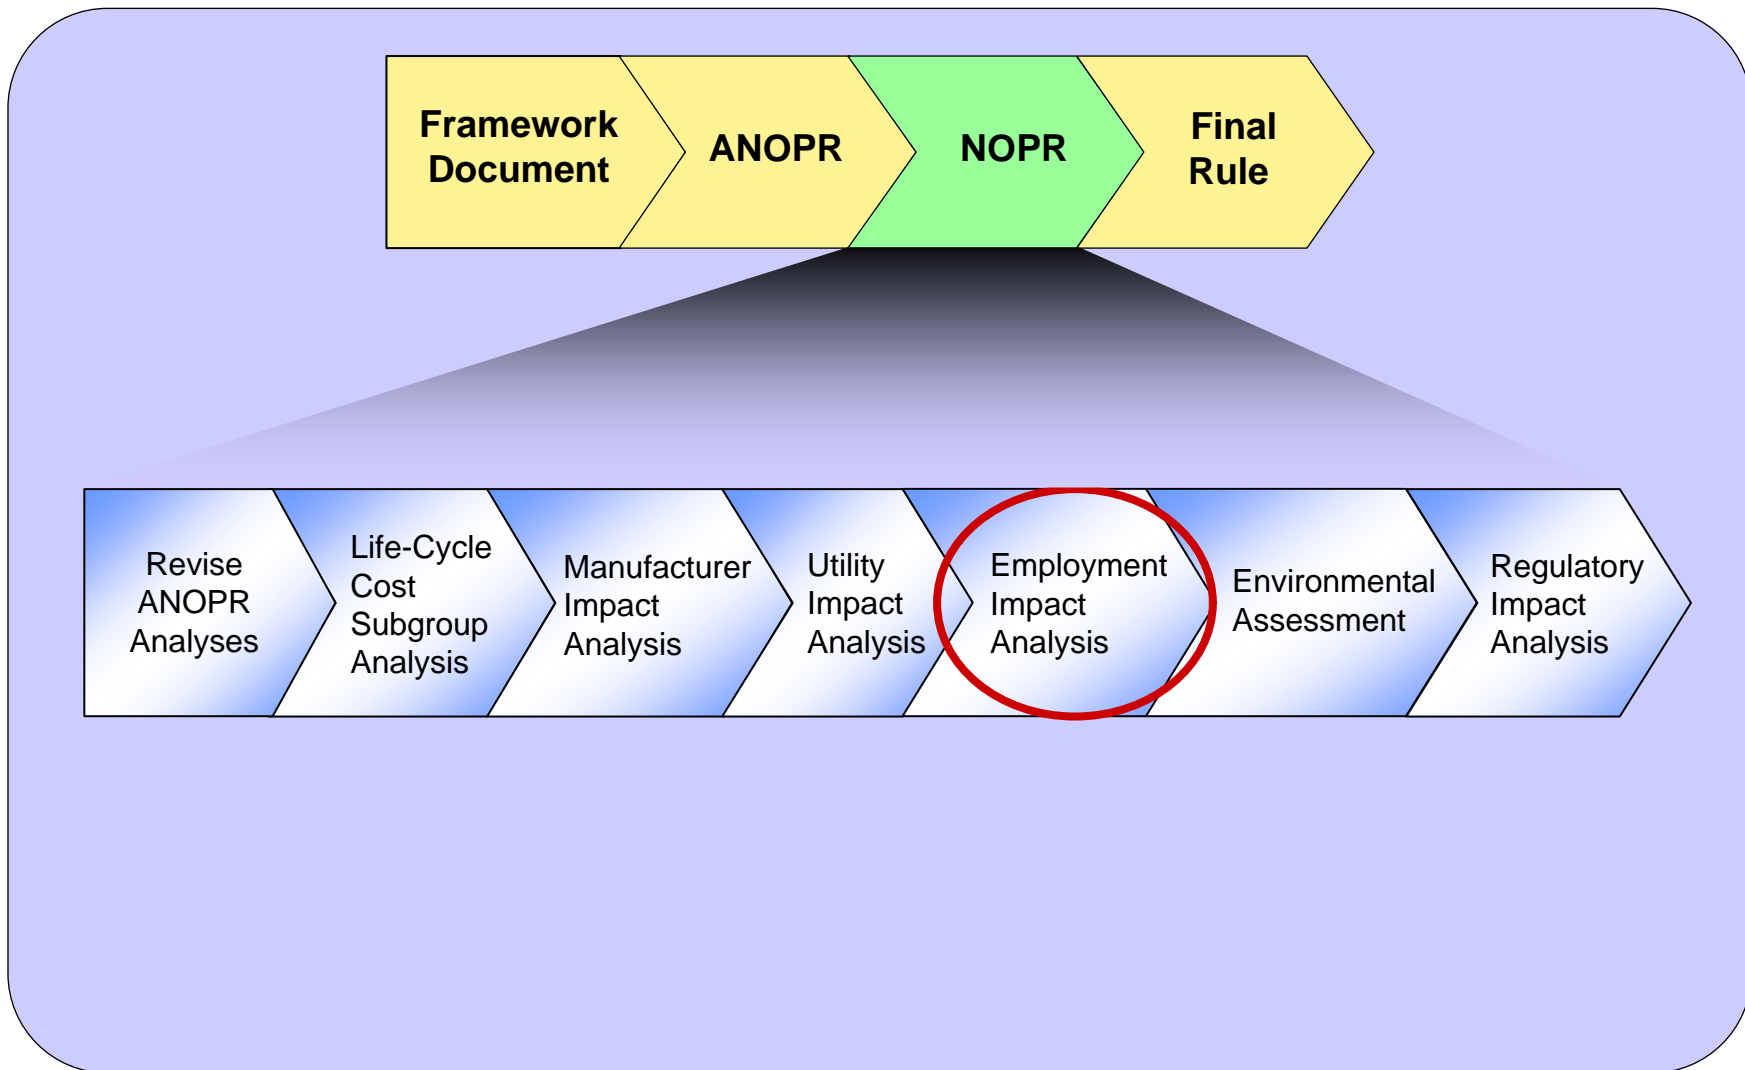 Framework
Document
ANOPR
NOPR
Final
Rule
Revise
ANOPR
Analyses
Life-Cycle
Cost
Subgroup
Analysis
Manufacturer
Impact
Analysis
Utility
Impact
Analysis
Employment
Impact
Analysis
Environmental
Assessment
Regulatory
Impact
Analysis